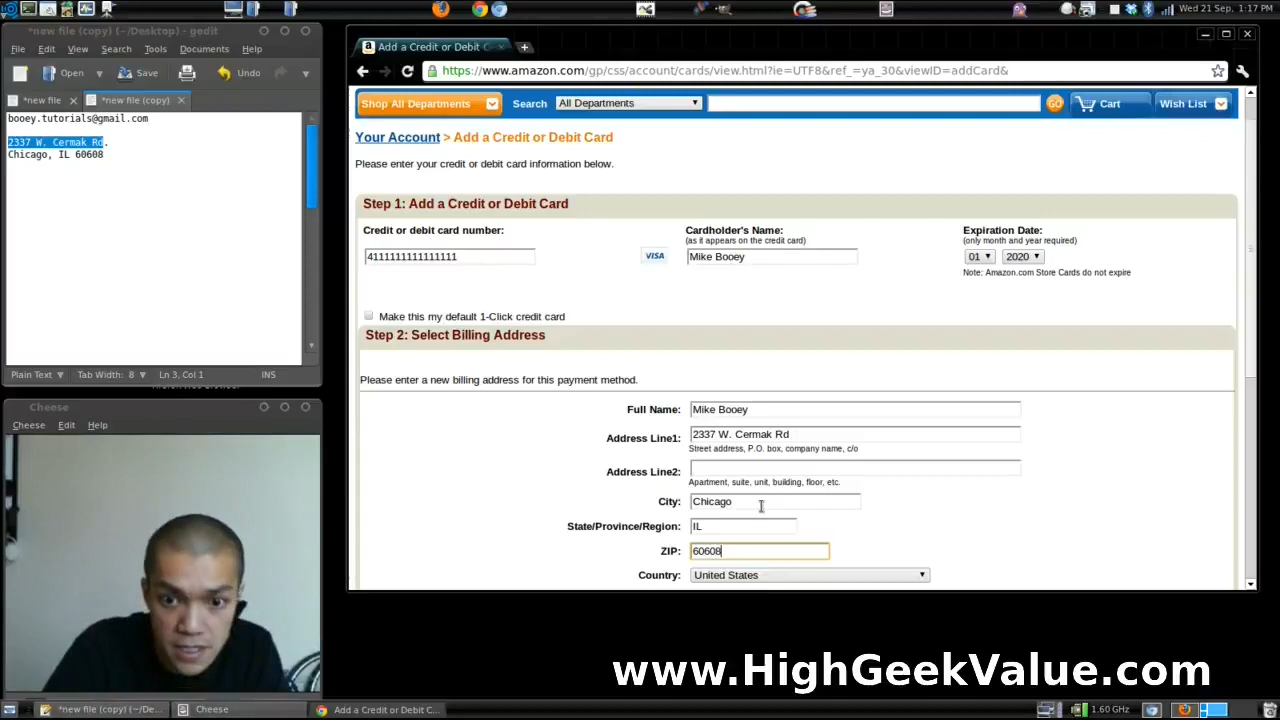 Wed 21 Sep, 1:17 PM
*new file (copy) (~/Desktop) - gedit
File Edit View Search Tools Documents Help
Open Save Undo
*new file *new file (copy)
booey.tutorials@gmail.com
2337 W. Cermak Rd.
Chicago, IL 60608
Plain Text Tab Width: 8 Ln 3, Col 1 INS
Cheese
Cheese Edit Help
Add a Credit or Debit C
https://www.amazon.com/gp/css/account/cards/view.html?ie=UTF8&ref_=ya_30&viewID=addCard&
Shop All Departments Search All Departments GO Cart Wish List
Your Account > Add a Credit or Debit Card
Please enter your credit or debit card information below.
Step 1: Add a Credit or Debit Card
Credit or debit card number: Cardholder's Name: Expiration Date:
(as it appears on the credit card) (only month and year required)
4111111111111111 VISA Mike Booey 01 2020
Note: Amazon.com Store Cards do not expire
Make this my default 1-Click credit card
Step 2: Select Billing Address
Please enter a new billing address for this payment method.
Full Name: Mike Booey
Address Line1: 2337 W. Cermak Rd
Street address, P.O. box, company name, c/o
Address Line2:
Apartment, suite, unit, building, floor, etc.
City: Chicago
State/Province/Region: IL
ZIP: 60608
Country: United States
www.HighGeekValue.com
*new file (copy) (~/De... Cheese Add a Credit or Debit C... 1.60 GHz